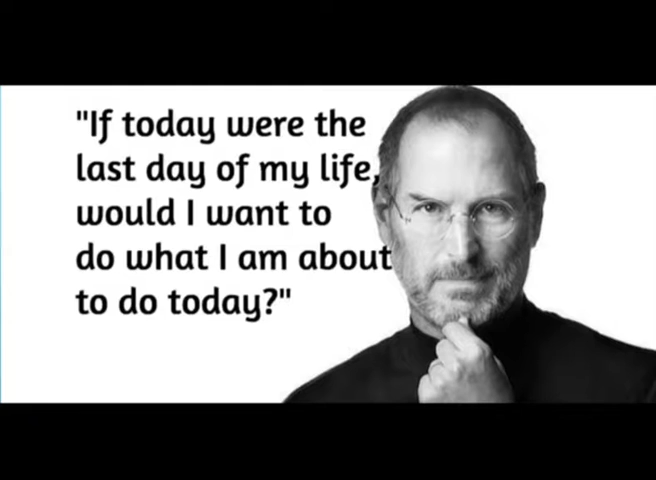 "If today were the
last day of my life,
would I want to
do what I am about
to do today?"